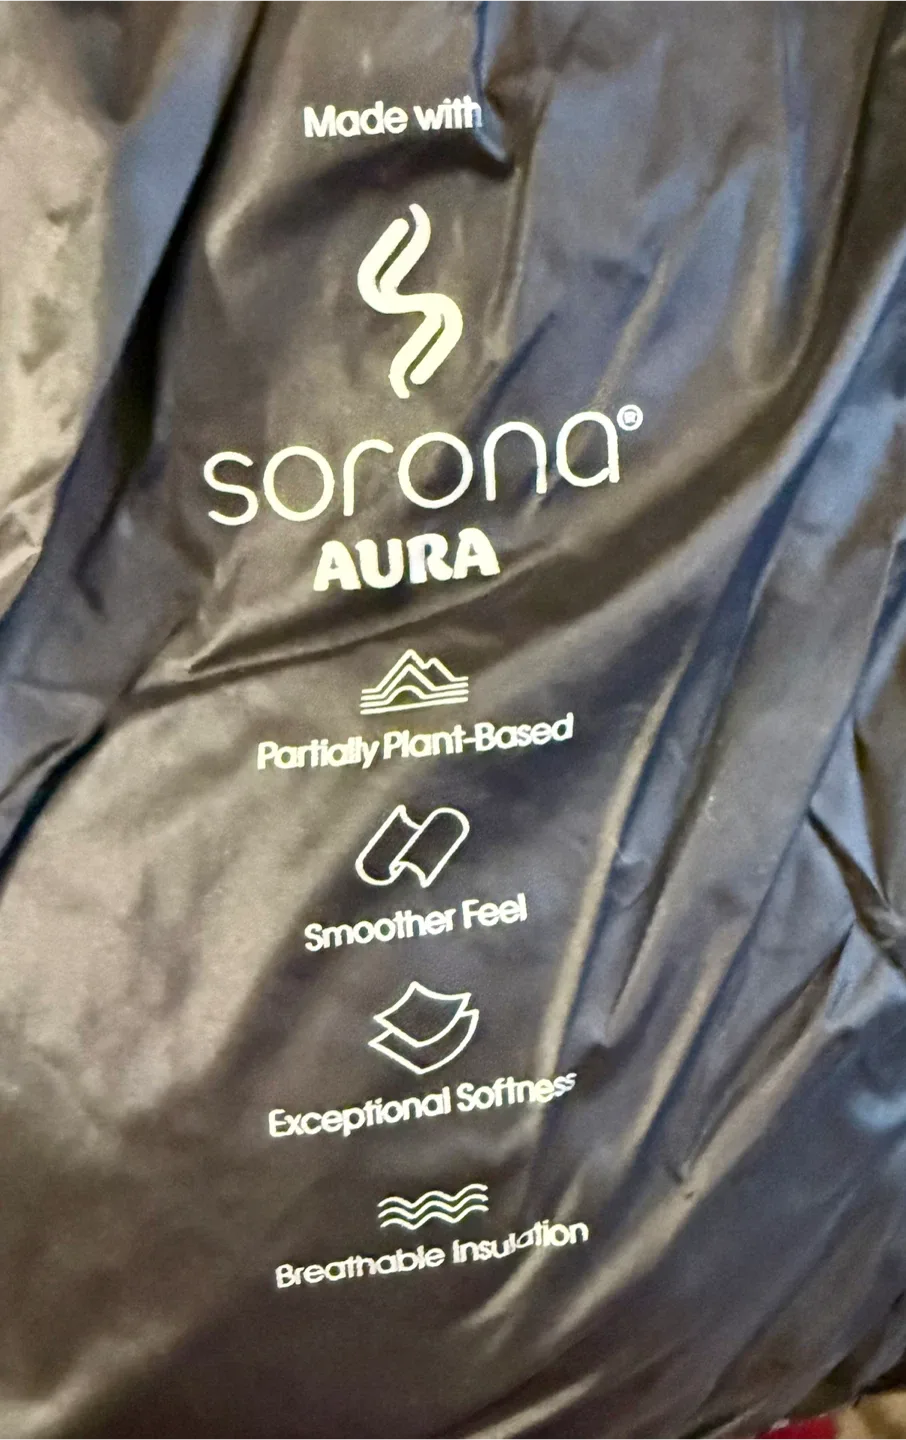 Made with
sorona®
AURA
Partially Plant-Based
Smoother Feel
Exceptional Softness
Breathable Insulation